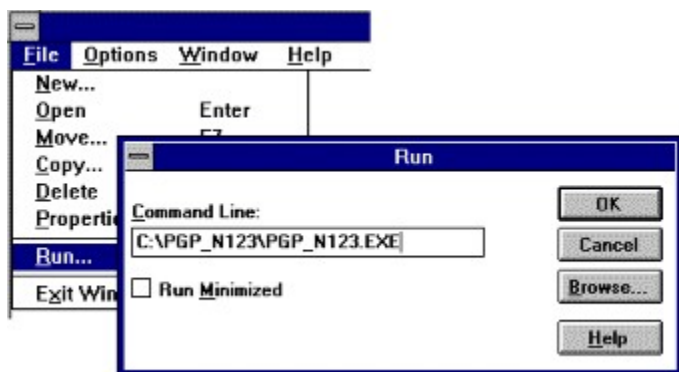 File Options Window Help
New...
Open Enter
Move...
Copy...
Delete
Run...
Run
Command Line:
C:\PGP_N123\PGP_N123.EXE
Run Minimized
OK
Cancel
Browse...
Help